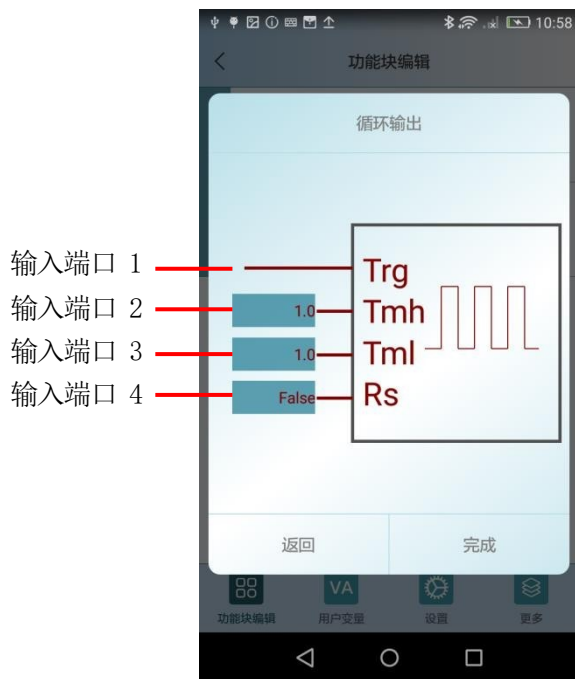 10:58
功能块编辑
循环输出
输入端口 1
Trg
输入端口 2
1.0
Tmh
输入端口 3
1.0
Tml
输入端口 4
False
Rs
返回
完成
VA
功能块编辑
用户变量
设置
更多